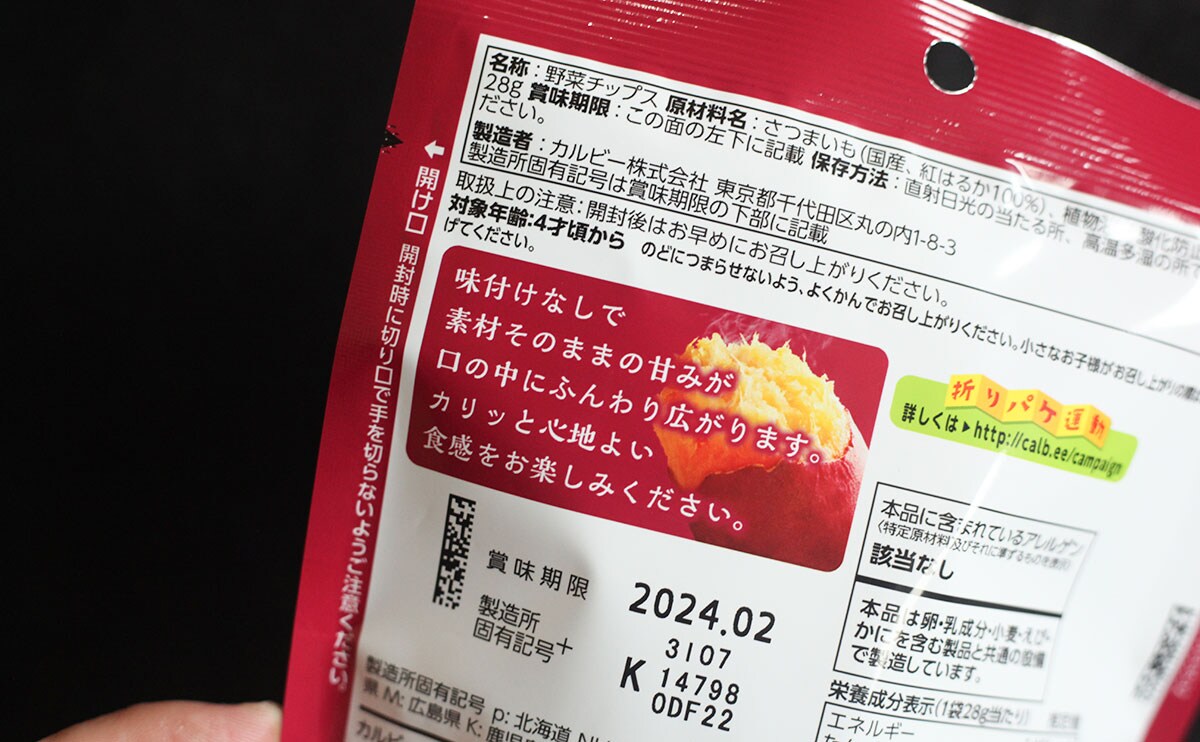 名称：野菜チップス 原材料名：さつまいも（国産、紅はるか100％）、植物 酸化防
28g 賞味期限：この面の左下に記載 保存方法：直射日光の当たる所、高温多湿の所
ださい。
製造者：カルビー株式会社 東京都千代田区丸の内1-8-3
製造所固有記号は賞味期限の下部に記載
取扱上の注意：開封後はお早めにお召し上がりください。
対象年齢：4才頃から のどにつまらせないよう、よくかんでお召し上がりください。小さなお子様がお召し上がりの際
げてください。
開け口 開封時に切り口で手を切らないようご注意ください。
味付けなしで
素材そのままの甘みが
口の中にふんわり広がります。
カリッと心地よい
食感をお楽しみください。
折りパケ運動
詳しくは▶http://calb.ee/campaign
本品に含まれているアレルゲン
（特定原材料及びそれに準ずるものを表示）
該当なし
本品は卵・乳成分・小麦・えび・
かにを含む製品と共通の設備
で製造しています。
栄養成分表示（1袋28g当たり）
エネルギー
賞味期限 2024.02
製造所
固有記号＋
3I07
K 14798
0DF22
製造所固有記号 p：北海道
県 M：広島県 K：鹿児
カルビー